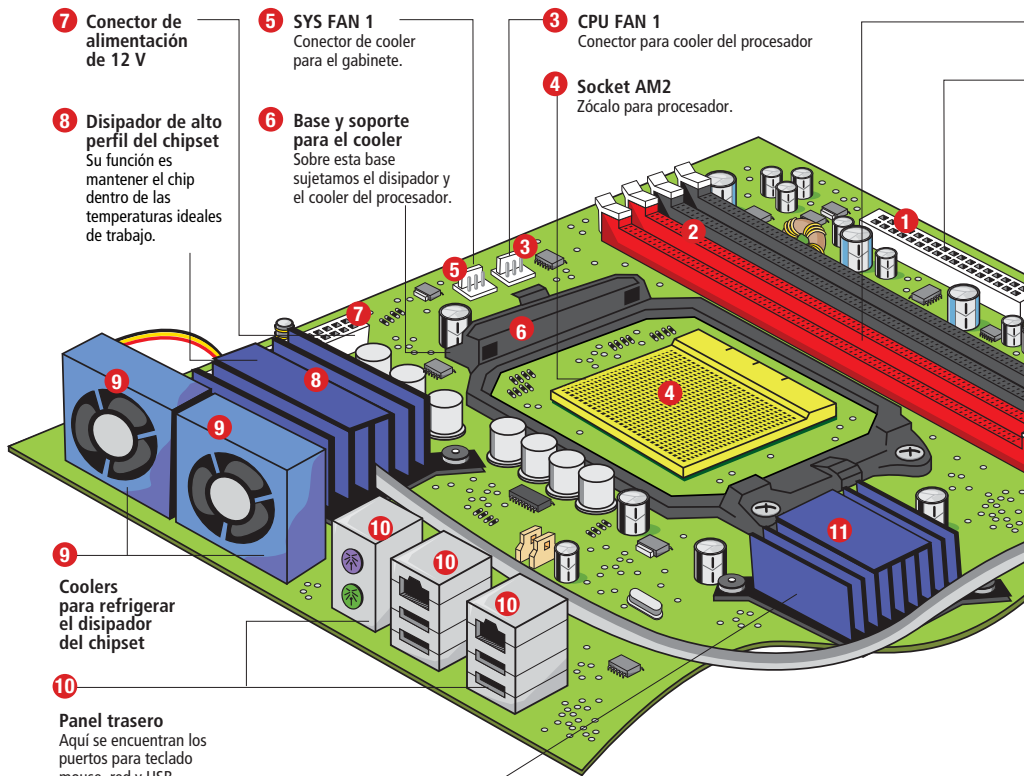 7 Conector de
alimentación
de 12 V
5 SYS FAN 1
Conector de cooler
para el gabinete.
3 CPU FAN 1
Conector para cooler del procesador
4 Socket AM2
Zócalo para procesador.
8 Disipador de alto
perfil del chipset
Su función es
mantener el chip
dentro de las
temperaturas ideales
de trabajo.
6 Base y soporte
para el cooler
Sobre esta base
sujetamos el disipador y
el cooler del procesador.
1
2
3
5
7
6
8
4
9
9
11
10
10
10
9
Coolers
para refrigerar
el disipador
del chipset
10
Panel trasero
Aquí se encuentran los
puertos para teclado
mouse, red y USB